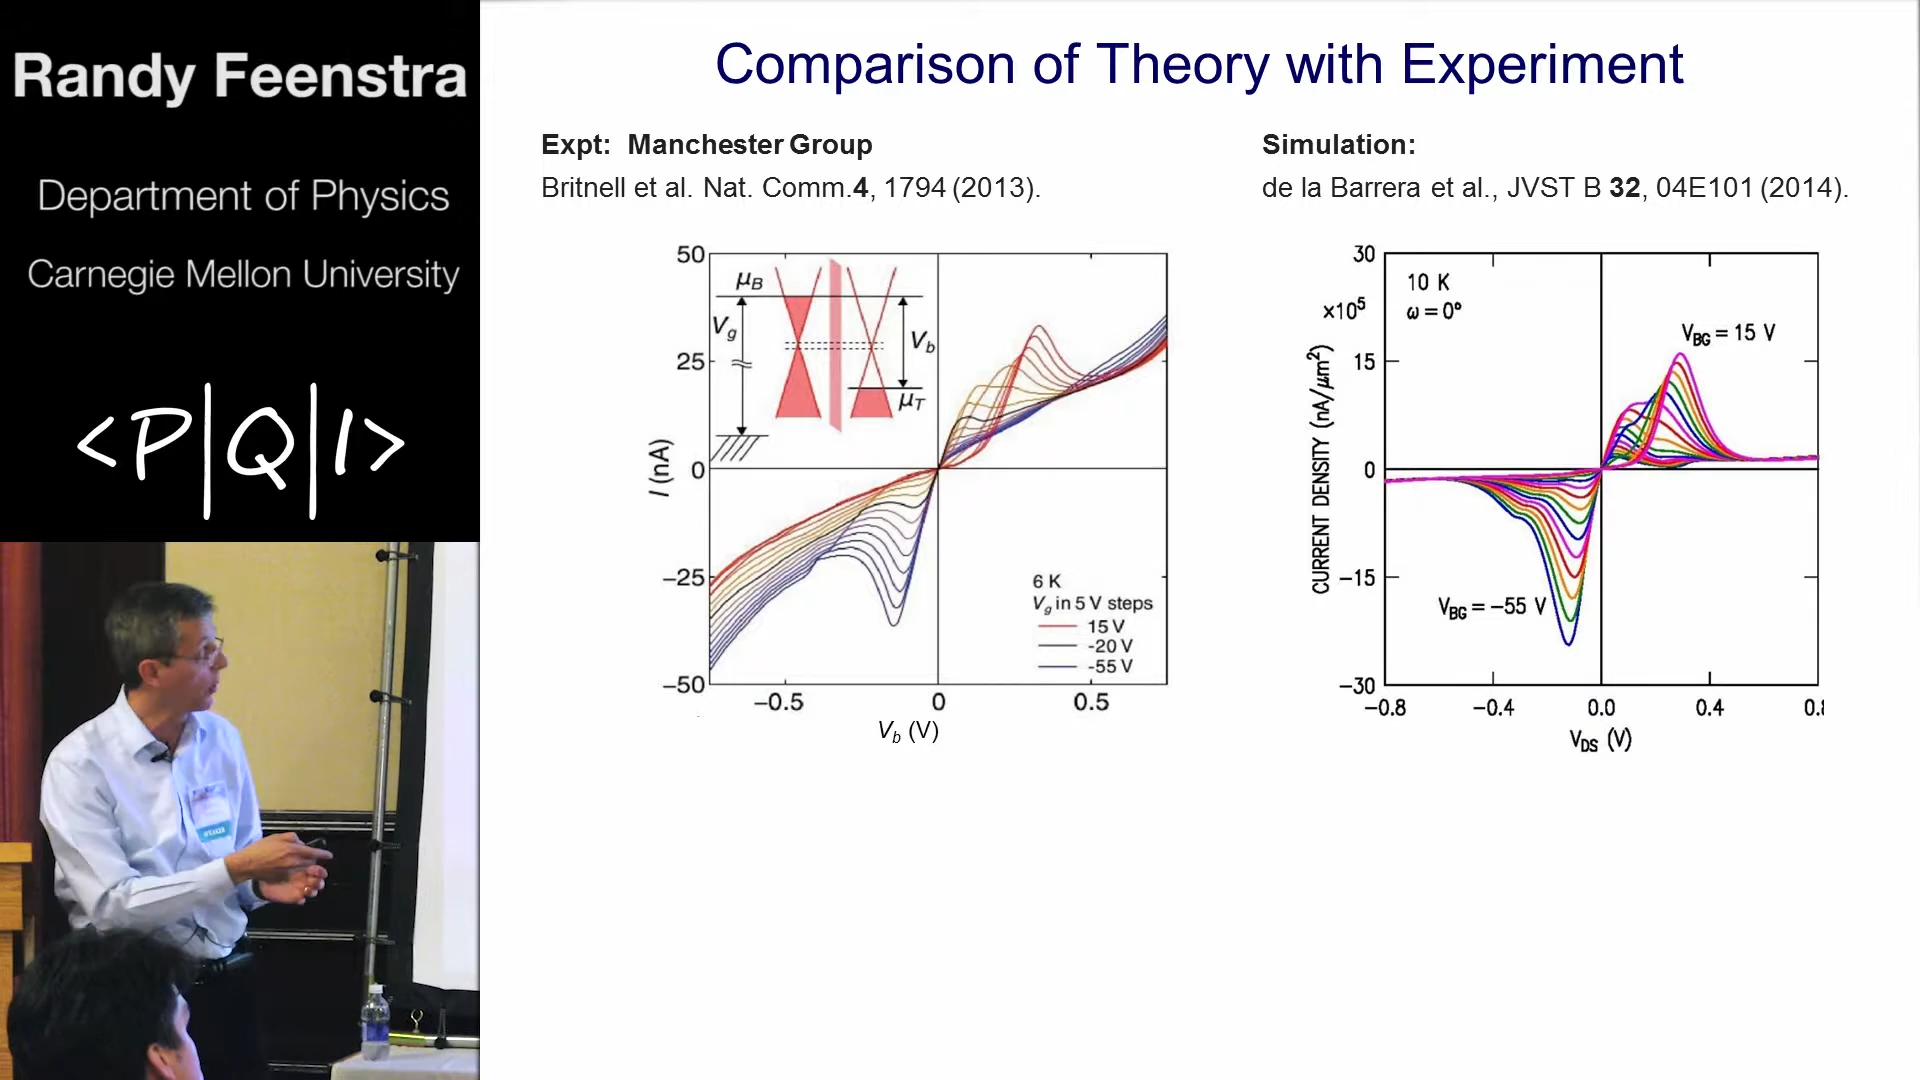 Randy Feenstra
Department of Physics
Carnegie Mellon University
<P|Q|I>
SPEAKER
Comparison of Theory with Experiment
Expt: Manchester Group
Britnell et al. Nat. Comm.4, 1794 (2013).
50
25
0
−25
−50
I (nA)
μB
Vg
Vb
μT
6 K
Vg in 5 V steps
15 V
-20 V
-55 V
−0.5
0
0.5
Vb (V)
Simulation:
de la Barrera et al., JVST B 32, 04E101 (2014).
30
15
0
−15
−30
×10⁵
CURRENT DENSITY (nA/μm²)
10 K
ω = 0°
VBG = 15 V
VBG = −55 V
−0.8
−0.4
0.0
0.4
VDS (V)